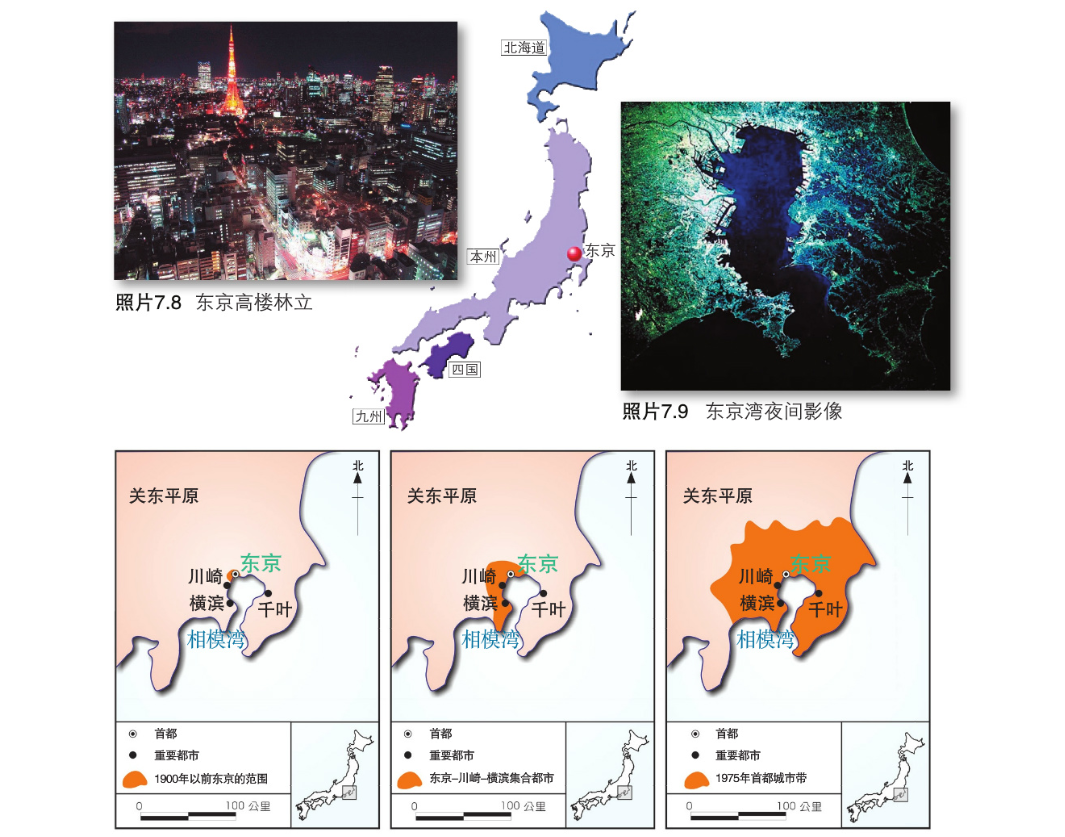 北海道
本州
东京
四国
九州
照片7.8 东京高楼林立
照片7.9 东京湾夜间影像
北
关东平原
东京
川崎
横滨
千叶
相模湾
首都
重要都市
1900年以前东京的范围
0 100 公里
北
关东平原
东京
川崎
横滨
千叶
相模湾
首都
重要都市
东京–川崎–横滨集合都市
0 100 公里
北
关东平原
东京
川崎
横滨
千叶
相模湾
首都
重要都市
1975年首都城市带
0 100 公里